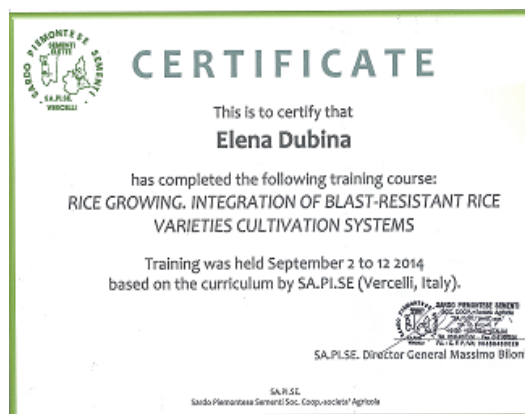 SARDO PIEMONTESE SEMENTI
SEMENTI
ELETTE
SA.PI.SE.
VERCELLI
CERTIFICATE
This is to certify that
Elena Dubina
has completed the following training course:
RICE GROWING. INTEGRATION OF BLAST-RESISTANT RICE
VARIETIES CULTIVATION SYSTEMS
Training was held September 2 to 12 2014
based on the curriculum by SA.PI.SE (Vercelli, Italy).
SARDO PIEMONTESE SEMENTI
SA.PI.SE. Director General Massimo Biloni
SA.PI.SE.
Sardo Piemontese Sementi Soc. Coop.-societa' Agricola